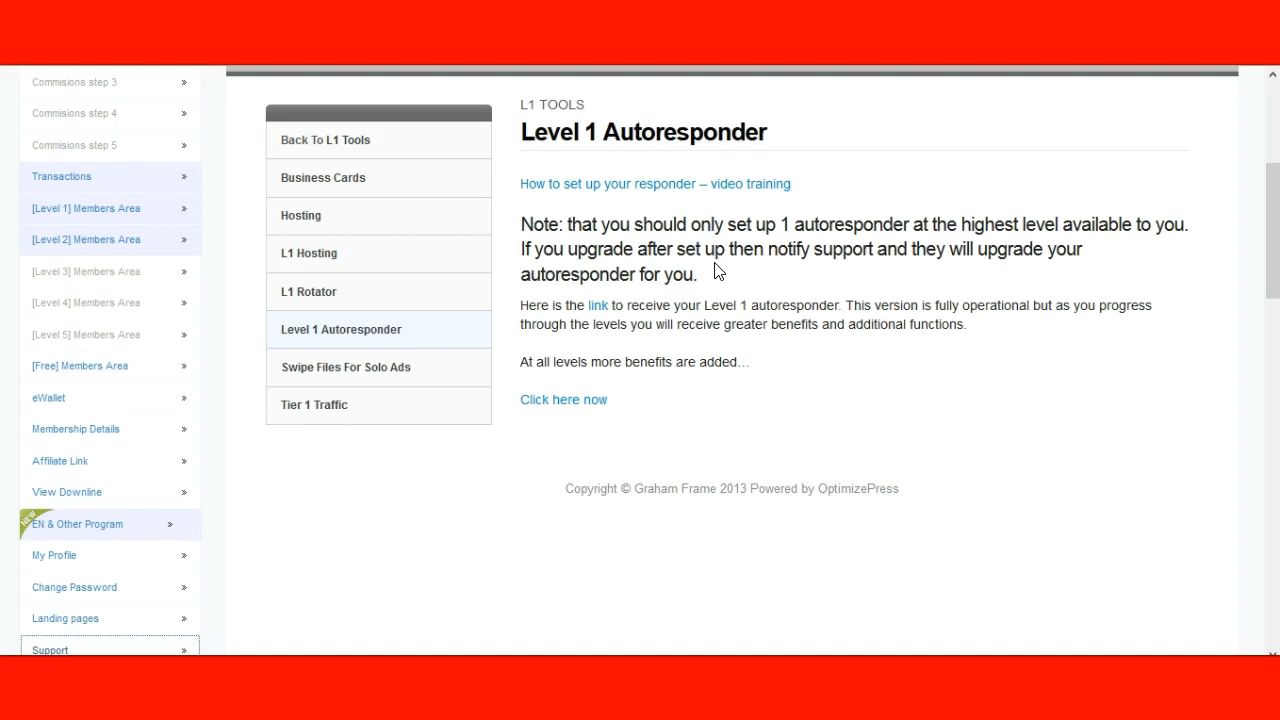 Commisions step 3 »
Commisions step 4 »
Commisions step 5 »
Transactions »
[Level 1] Members Area »
[Level 2] Members Area »
[Level 3] Members Area »
[Level 4] Members Area »
[Level 5] Members Area »
[Free] Members Area »
eWallet »
Membership Details »
Affiliate Link »
View Downline »
NEW
EN & Other Program »
My Profile »
Change Password »
Landing pages »
Support »
Back To L1 Tools
Business Cards
Hosting
L1 Hosting
L1 Rotator
Level 1 Autoresponder
Swipe Files For Solo Ads
Tier 1 Traffic
L1 TOOLS
Level 1 Autoresponder
How to set up your responder – video training
Note: that you should only set up 1 autoresponder at the highest level available to you.
If you upgrade after set up then notify support and they will upgrade your
autoresponder for you.
Here is the link to receive your Level 1 autoresponder. This version is fully operational but as you progress
through the levels you will receive greater benefits and additional functions.
At all levels more benefits are added…
Click here now
Copyright © Graham Frame 2013 Powered by OptimizePress